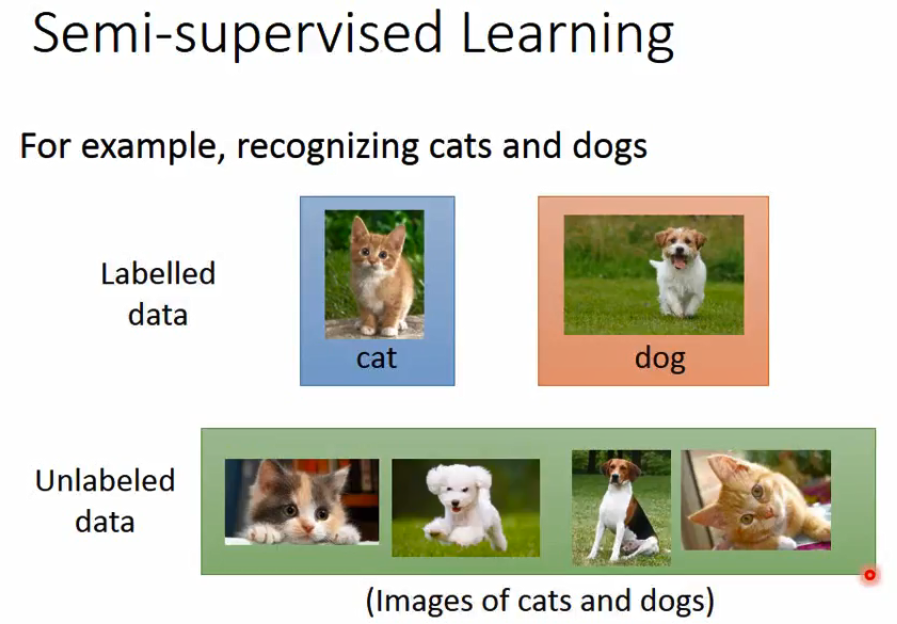 Semi-supervised Learning
For example, recognizing cats and dogs
Labelled
data
cat
dog
Unlabeled
data
(Images of cats and dogs)